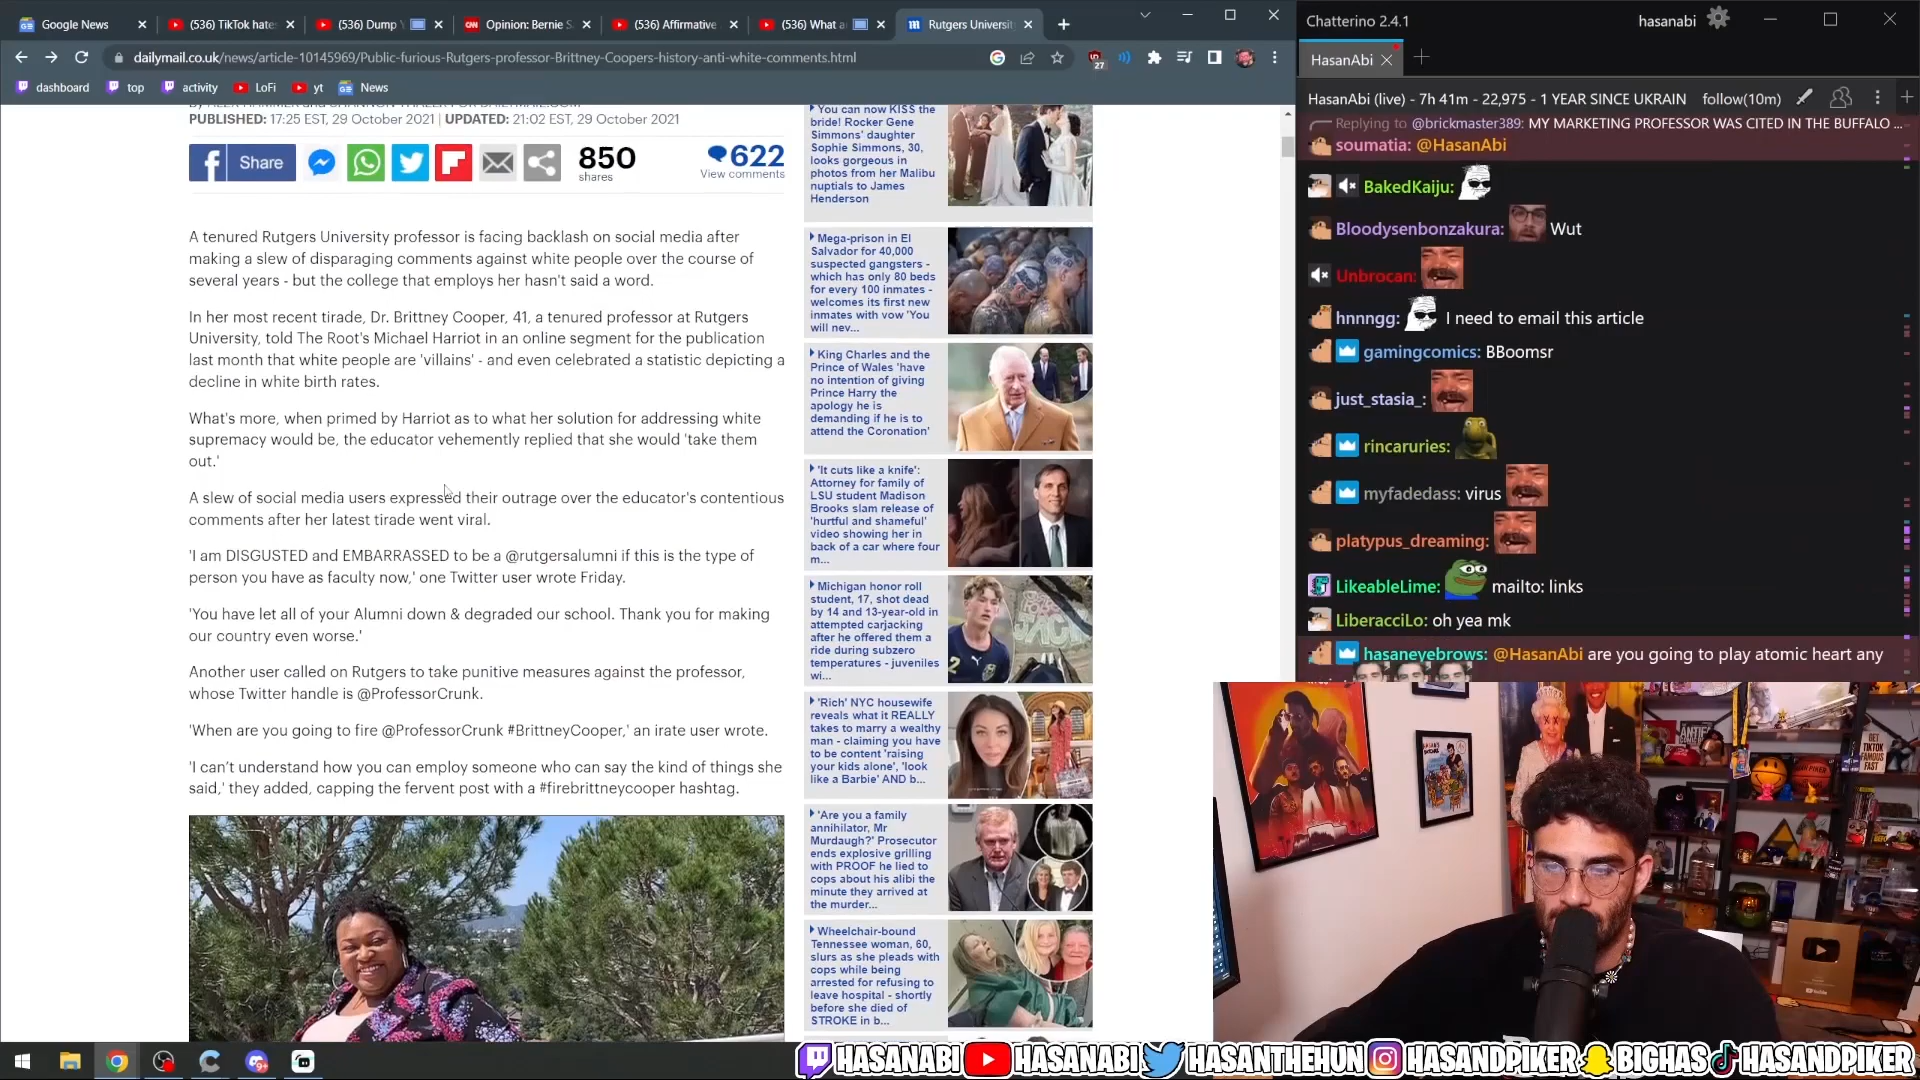 Google News
(536) TikTok hate
(536) Dump
Opinion: Bernie S
(536) Affirmative
(536) What a
Rutgers University
dailymail.co.uk/news/article-10145969/Public-furious-Rutgers-professor-Brittney-Coopers-history-anti-white-comments.html
27
dashboard
top
activity
LoFi
yt
News
PUBLISHED: 17:25 EST, 29 October 2021 | UPDATED: 21:02 EST, 29 October 2021
Share
850
shares
622
View comments
A tenured Rutgers University professor is facing backlash on social media after
making a slew of disparaging comments against white people over the course of
several years - but the college that employs her hasn't said a word.
In her most recent tirade, Dr. Brittney Cooper, 41, a tenured professor at Rutgers
University, told The Root's Michael Harriot in an online segment for the publication
last month that white people are 'villains' - and even celebrated a statistic depicting a
decline in white birth rates.
What's more, when primed by Harriot as to what her solution for addressing white
supremacy would be, the educator vehemently replied that she would 'take them
out.'
A slew of social media users expressed their outrage over the educator's contentious
comments after her latest tirade went viral.
'I am DISGUSTED and EMBARRASSED to be a @rutgersalumni if this is the type of
person you have as faculty now,' one Twitter user wrote Friday.
'You have let all of your Alumni down & degraded our school. Thank you for making
our country even worse.'
Another user called on Rutgers to take punitive measures against the professor,
whose Twitter handle is @ProfessorCrunk.
'When are you going to fire @ProfessorCrunk #BrittneyCooper,' an irate user wrote.
'I can't understand how you can employ someone who can say the kind of things she
said,' they added, capping the fervent post with a #firebrittneycooper hashtag.
You can now KISS the
bride! Rocker Gene
Simmons' daughter
Sophie Simmons, 30,
looks gorgeous in
photos from her Malibu
nuptials to James
Henderson
Mega-prison in El
Salvador for 40,000
suspected gangsters -
which has only 80 beds
for every 100 inmates -
welcomes its first new
inmates with vow 'You
will nev...
King Charles and the
Prince of Wales 'have
no intention of giving
Prince Harry the
apology he is
demanding if he is to
attend the Coronation'
'It cuts like a knife':
Attorney for family of
LSU student Madison
Brooks slam release of
'hurtful and shameful'
video showing her in
back of a car where four
m...
Michigan honor roll
student, 17, shot dead
by 14 and 13-year-old in
attempted carjacking
after he offered them a
ride during subzero
temperatures - juveniles
wi...
'Rich' NYC housewife
reveals what it REALLY
takes to marry a wealthy
man - claiming you have
to be content 'raising
your kids alone', 'look
like a Barbie' AND b...
'Are you a family
annihilator, Mr
Murdaugh?' Prosecutor
ends explosive grilling
with PROOF he lied to
cops about his alibi the
minute they arrived at
the murder...
Wheelchair-bound
Tennessee woman, 60,
slurs as she pleads with
cops while being
arrested for refusing to
leave hospital - shortly
before she died of
STROKE in b...
Chatterino 2.4.1
hasanabi
HasanAbi
HasanAbi (live) - 7h 41m - 22,975 - 1 YEAR SINCE UKRAIN
follow(10m)
Replying to @brickmaster389: MY MARKETING PROFESSOR WAS CITED IN THE BUFFALO ...
soumatia: @HasanAbi
BakedKaiju:
Bloodysenbonzakura: Wut
Unbrocan:
hnnngg: I need to email this article
gamingcomics: BBoomsr
just_stasia_:
rincaruries:
myfadedass: virus
platypus_dreaming:
LikeableLime: mailto: links
LiberacciLo: oh yea mk
hasaneyebrows: @HasanAbi are you going to play atomic heart any
GET
TIKTOK
FAMOUS
FAST
HASANABI HASANABI HASANTHEHUN HASANDPIKER BIGHAS HASANDPIKER